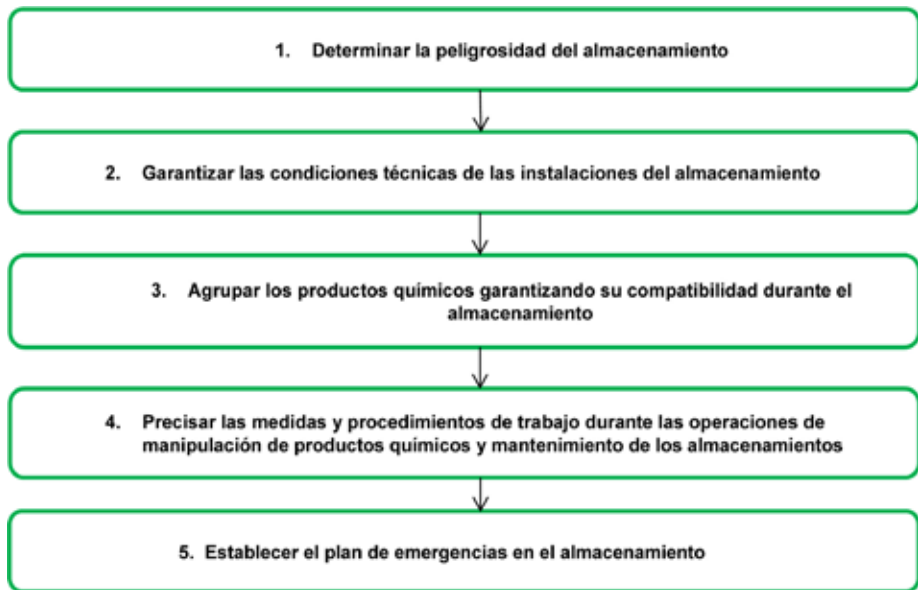 1. Determinar la peligrosidad del almacenamiento
2. Garantizar las condiciones técnicas de las instalaciones del almacenamiento
3. Agrupar los productos químicos garantizando su compatibilidad durante el
almacenamiento
4. Precisar las medidas y procedimientos de trabajo durante las operaciones de
manipulación de productos químicos y mantenimiento de los almacenamientos
5. Establecer el plan de emergencias en el almacenamiento